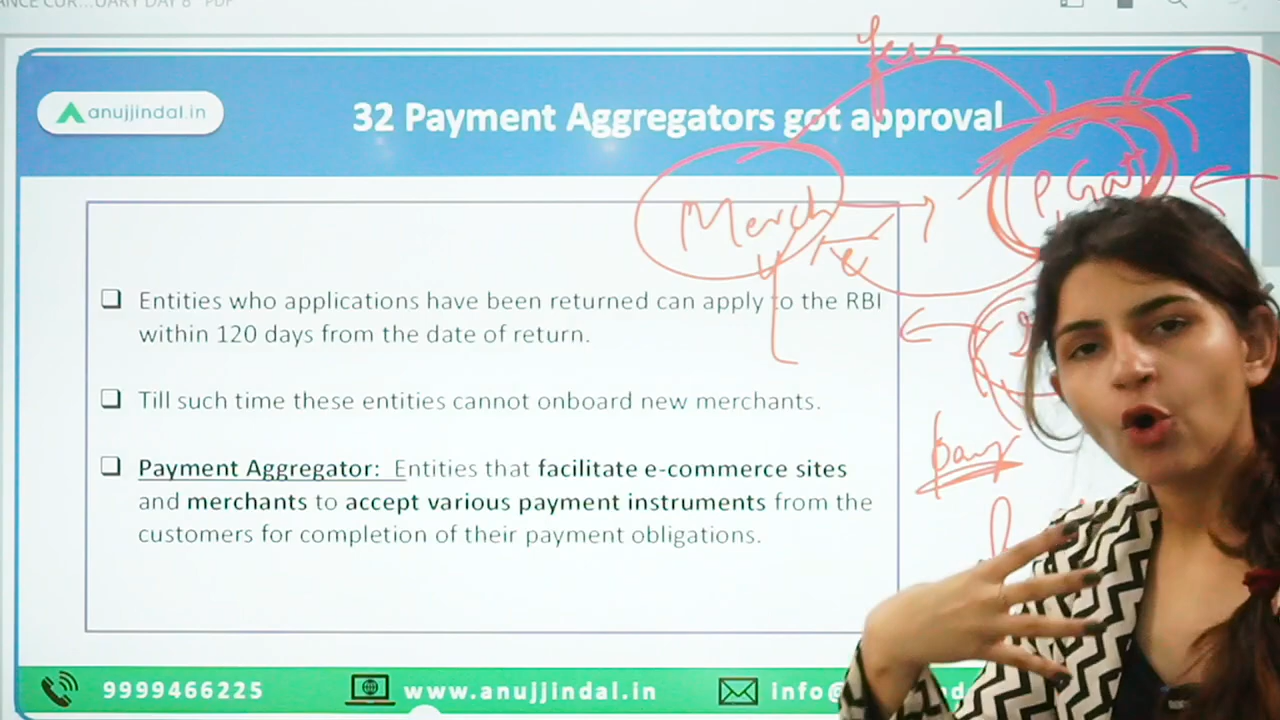 anujjindal.in
32 Payment Aggregators got approval
Merch
P.Gat
❑ Entities who applications have been returned can apply to the RBI
within 120 days from the date of return.
❑ Till such time these entities cannot onboard new merchants.
❑ Payment Aggregator: Entities that facilitate e-commerce sites
and merchants to accept various payment instruments from the
customers for completion of their payment obligations.
9999466225
www.anujjindal.in
info@